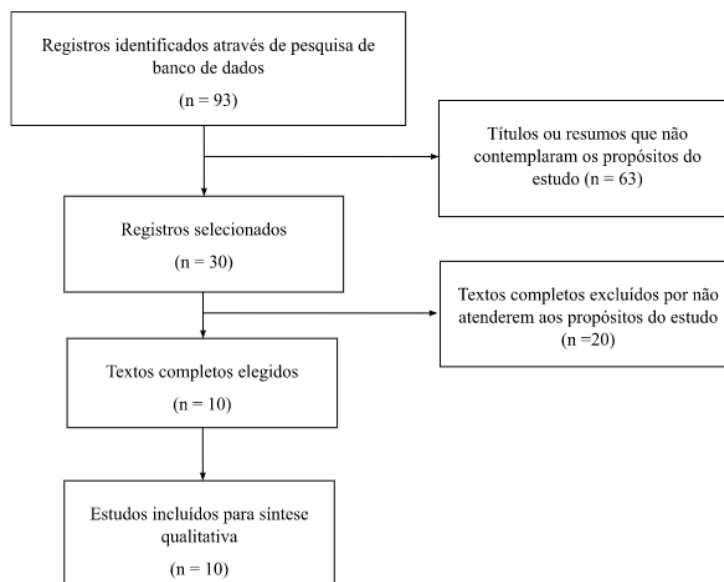 Registros identificados através de pesquisa de
banco de dados
(n = 93)
Títulos ou resumos que não
contemplaram os propósitos do
estudo (n = 63)
Registros selecionados
(n = 30)
Textos completos excluídos por não
atenderem aos propósitos do estudo
(n =20)
Textos completos elegidos
(n = 10)
Estudos incluídos para síntese
qualitativa
(n = 10)